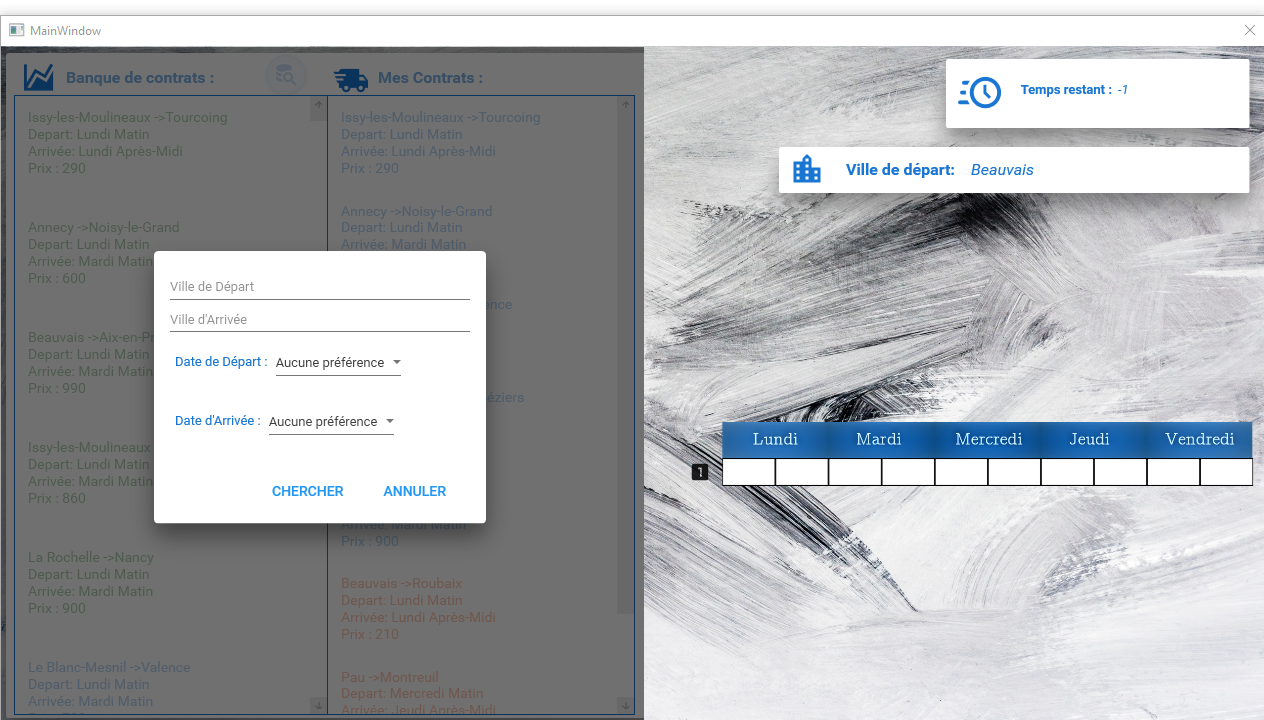 MainWindow
Banque de contrats :
Issy-les-Moulineaux ->Tourcoing
Depart: Lundi Matin
Arrivée: Lundi Après-Midi
Prix : 290
Annecy ->Noisy-le-Grand
Depart: Lundi Matin
Arrivée: Mardi Matin
Prix : 600
Beauvais ->Aix-en-Pr
Depart: Lundi Matin
Arrivée: Mardi Matin
Prix : 990
Issy-les-Moulineaux
Depart: Lundi Matin
Arrivée: Mardi Matin
Prix : 860
La Rochelle ->Nancy
Depart: Lundi Matin
Arrivée: Mardi Matin
Prix : 900
Le Blanc-Mesnil ->Valence
Depart: Lundi Matin
Arrivée: Mardi Matin
Mes Contrats :
Issy-les-Moulineaux ->Tourcoing
Depart: Lundi Matin
Arrivée: Lundi Après-Midi
Prix : 290
Annecy ->Noisy-le-Grand
Depart: Lundi Matin
Arrivée: Mardi Matin
ence
éziers
Arrivée: Mardi Matin
Prix : 900
Beauvais ->Roubaix
Depart: Lundi Matin
Arrivée: Lundi Après-Midi
Prix : 210
Pau ->Montreuil
Depart: Mercredi Matin
Arrivée: Jeudi Après-Midi
Ville de Départ
Ville d'Arrivée
Date de Départ : Aucune préférence
Date d'Arrivée : Aucune préférence
CHERCHER ANNULER
Temps restant : -1
Ville de départ: Beauvais
Lundi Mardi Mercredi Jeudi Vendredi
1